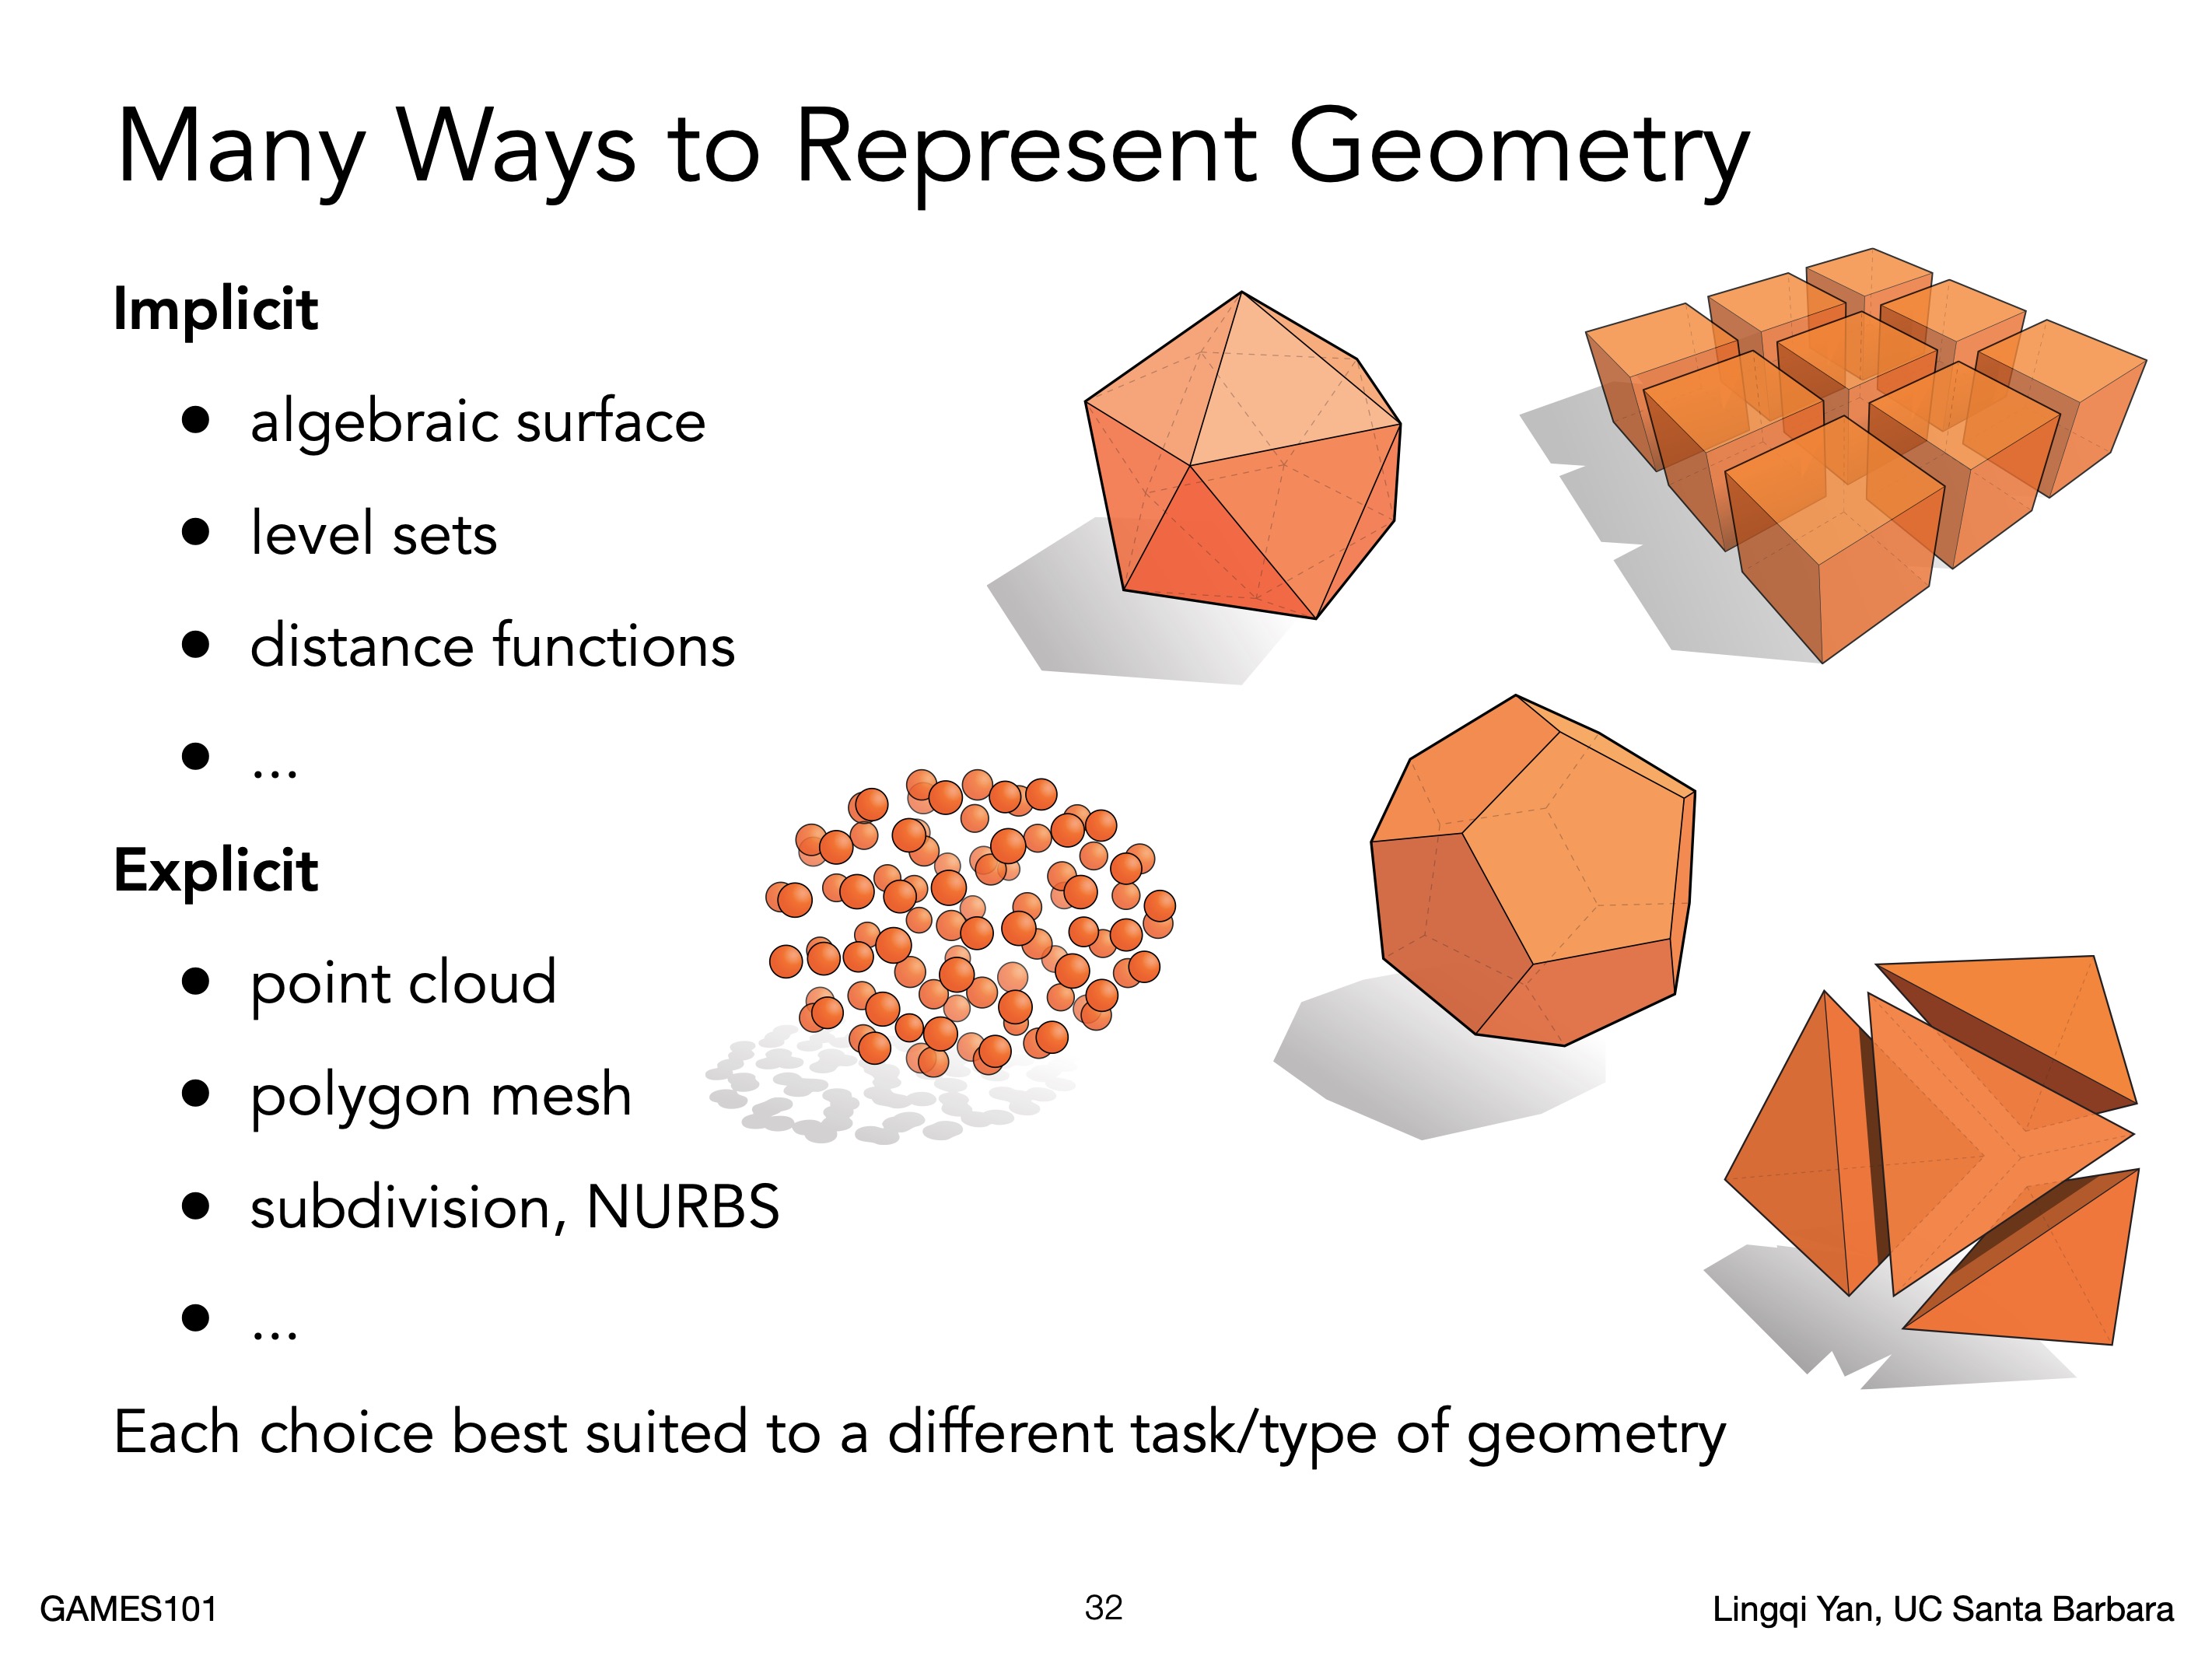 Many Ways to Represent Geometry
Implicit
● algebraic surface
● level sets
● distance functions
● ...
Explicit
● point cloud
● polygon mesh
● subdivision, NURBS
● ...
Each choice best suited to a different task/type of geometry
GAMES101
32
Lingqi Yan, UC Santa Barbara